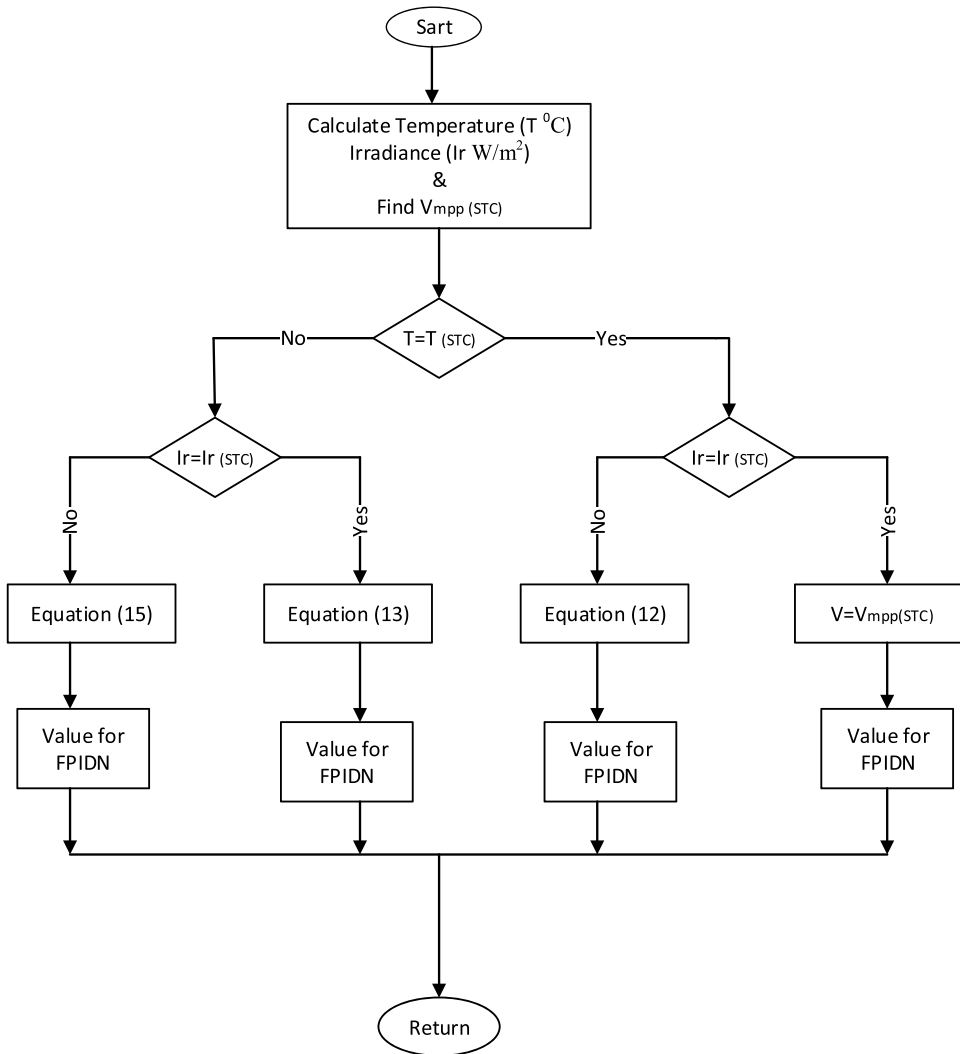 Sart
Calculate Temperature (T ⁰C)
Irradiance (Ir W/m²)
&
Find Vmpp (STC)
T=T (STC)
No
Yes
Ir=Ir (STC)
Ir=Ir (STC)
No
Yes
No
Yes
Equation (15)
Equation (13)
Equation (12)
V=Vmpp(STC)
Value for
FPIDN
Value for
FPIDN
Value for
FPIDN
Value for
FPIDN
Return